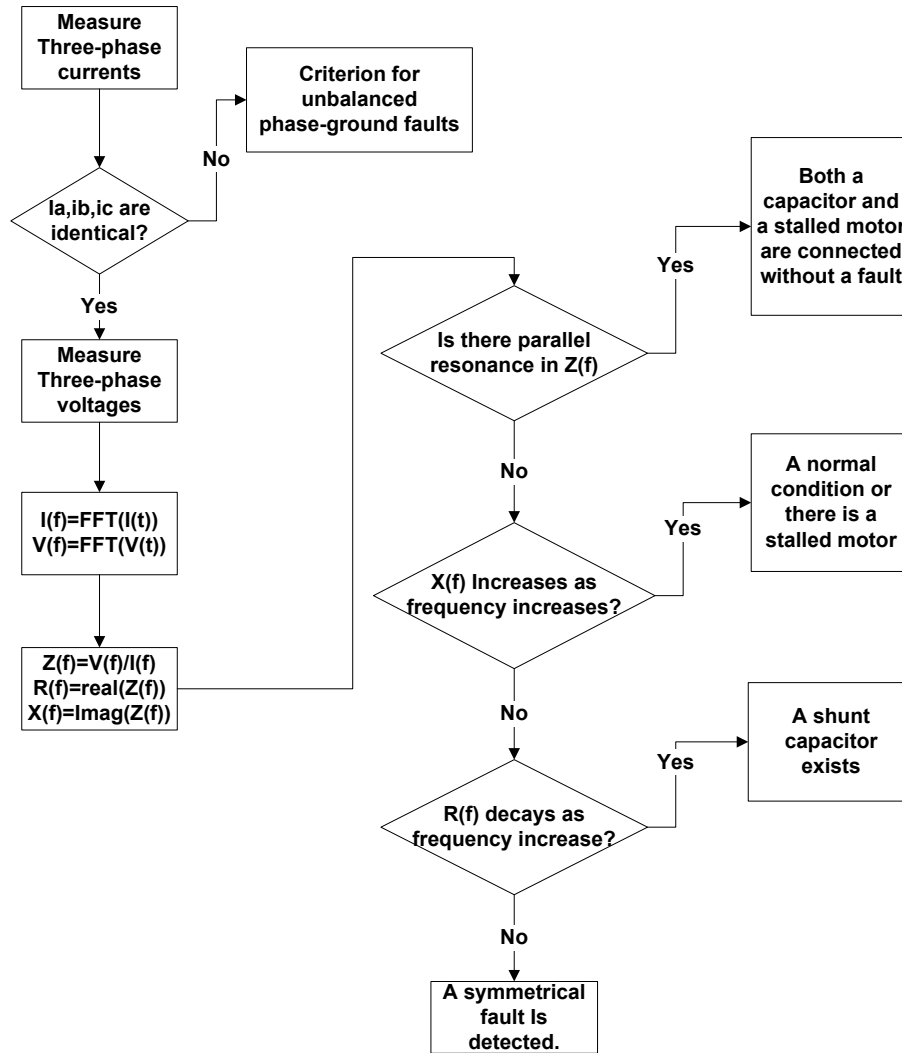 Measure
Three-phase
currents
Criterion for
unbalanced
phase-ground faults
No
Ia,ib,ic are
identical?
Yes
Measure
Three-phase
voltages
I(f)=FFT(I(t))
V(f)=FFT(V(t))
Z(f)=V(f)/I(f)
R(f)=real(Z(f))
X(f)=Imag(Z(f))
Is there parallel
resonance in Z(f)
Yes
Both a
capacitor and
a stalled motor
are connected
without a fault
No
X(f) Increases as
frequency increases?
Yes
A normal
condition or
there is a
stalled motor
No
R(f) decays as
frequency increase?
Yes
A shunt
capacitor
exists
No
A symmetrical
fault Is
detected.